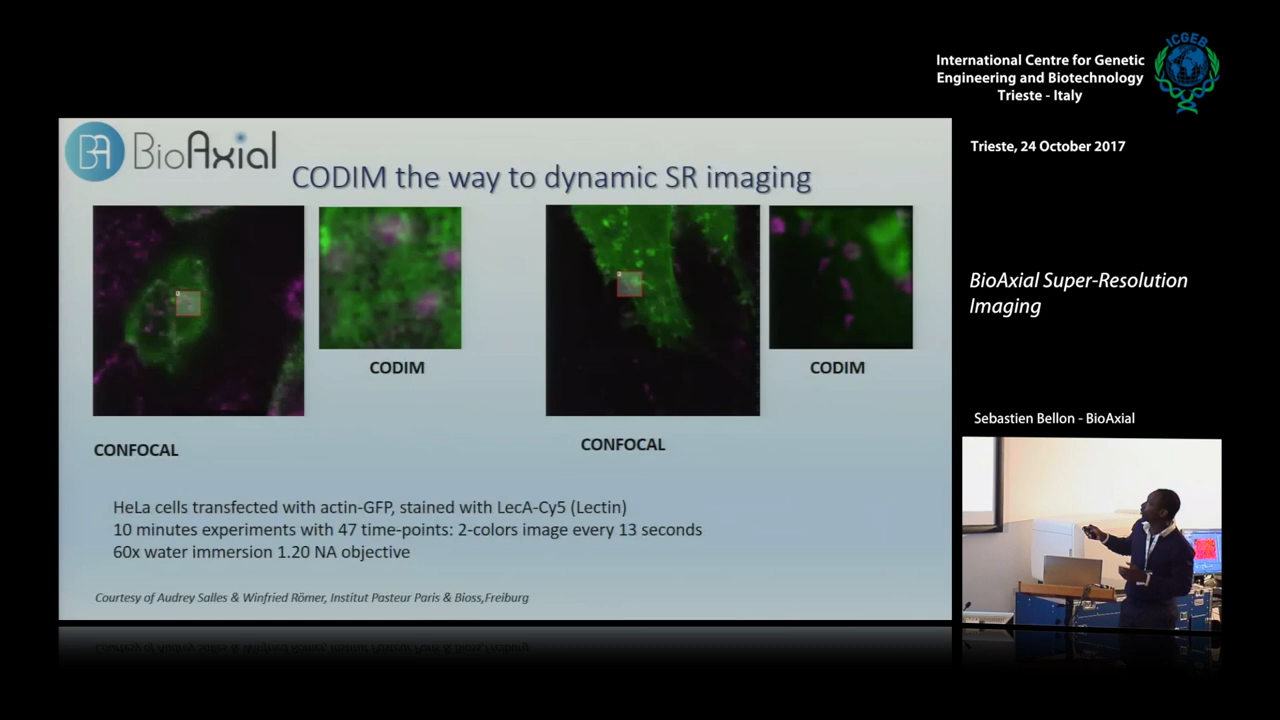 ICGEB
International Centre for Genetic
Engineering and Biotechnology
Trieste - Italy
Trieste, 24 October 2017
BA BioAxial
CODIM the way to dynamic SR imaging
CODIM
CODIM
CONFOCAL
CONFOCAL
HeLa cells transfected with actin-GFP, stained with LecA-Cy5 (Lectin)
10 minutes experiments with 47 time-points: 2-colors image every 13 seconds
60x water immersion 1.20 NA objective
Courtesy of Audrey Salles & Winfried Römer, Institut Pasteur Paris & Bioss,Freiburg
BioAxial Super-Resolution
Imaging
Sebastien Bellon - BioAxial